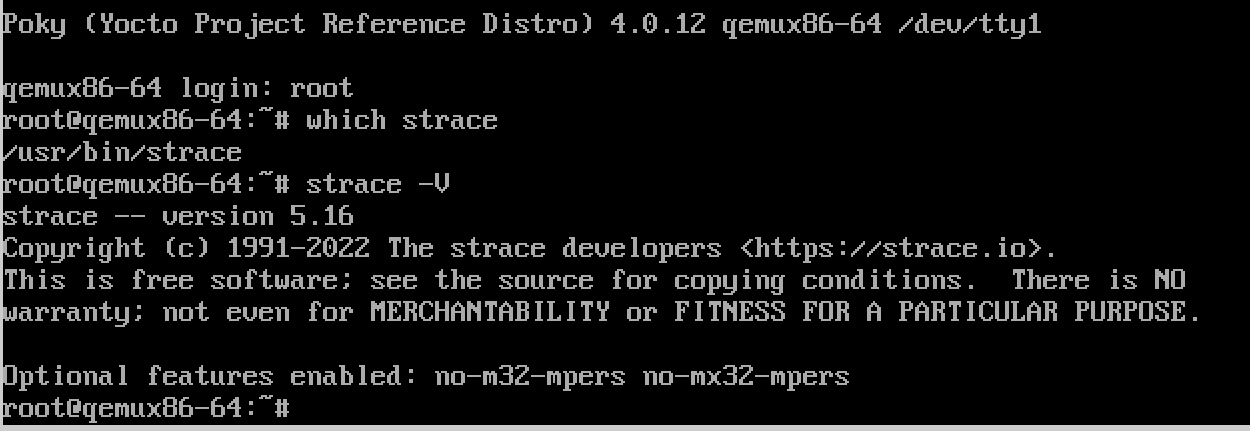 Poky (Yocto Project Reference Distro) 4.0.12 qemux86-64 /dev/tty1
qemux86-64 login: root
root@qemux86-64:~# which strace
/usr/bin/strace
root@qemux86-64:~# strace -V
strace -- version 5.16
Copyright (c) 1991-2022 The strace developers <https://strace.io>.
This is free software; see the source for copying conditions.  There is NO
warranty; not even for MERCHANTABILITY or FITNESS FOR A PARTICULAR PURPOSE.
Optional features enabled: no-m32-mpers no-mx32-mpers
root@qemux86-64:~#